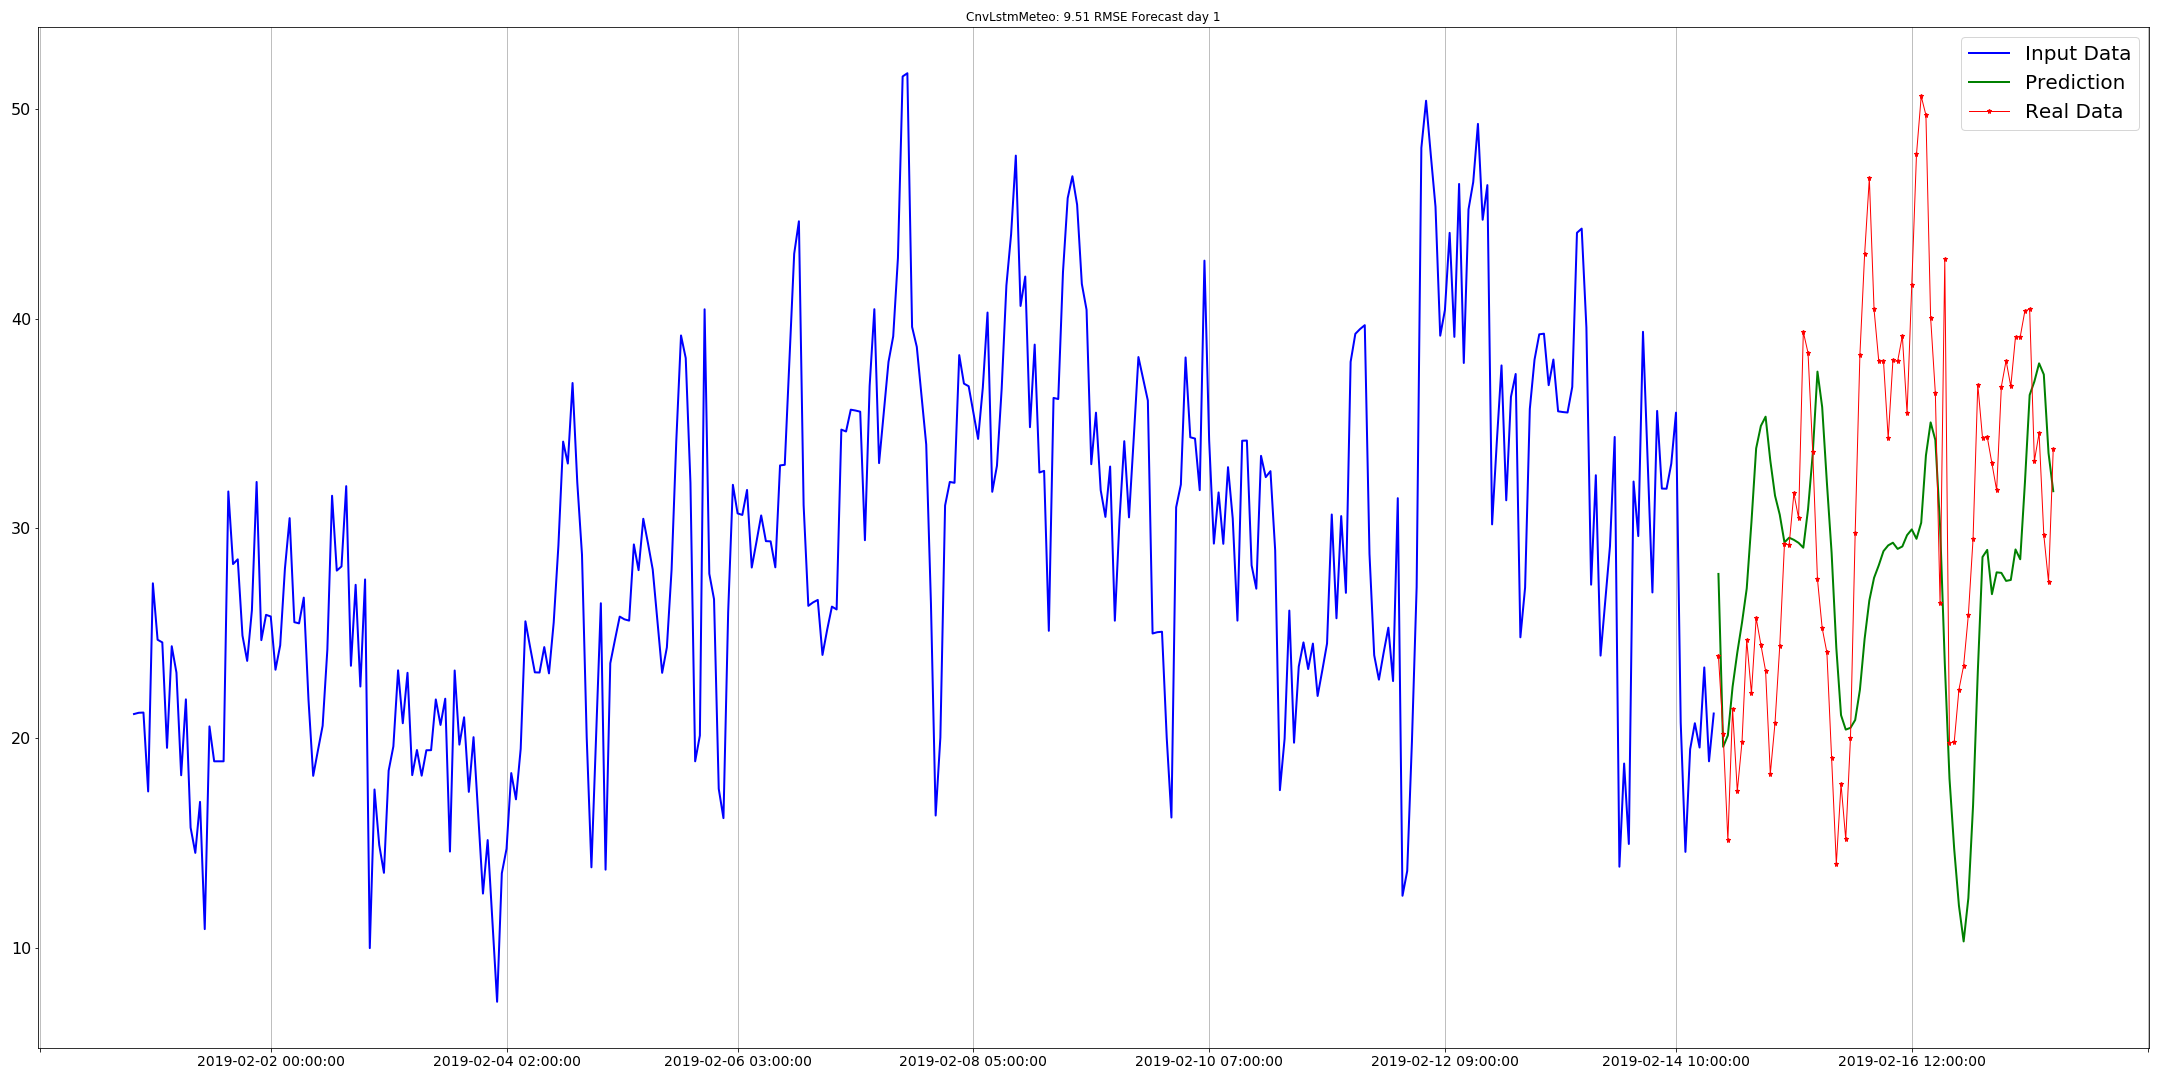 CnvLstmMeteo: 9.51 RMSE Forecast day 1
Input Data
Prediction
Real Data
50
40
30
20
10
2019-02-02 00:00:00 2019-02-04 02:00:00 2019-02-06 03:00:00 2019-02-08 05:00:00 2019-02-10 07:00:00 2019-02-12 09:00:00 2019-02-14 10:00:00 2019-02-16 12:00:00